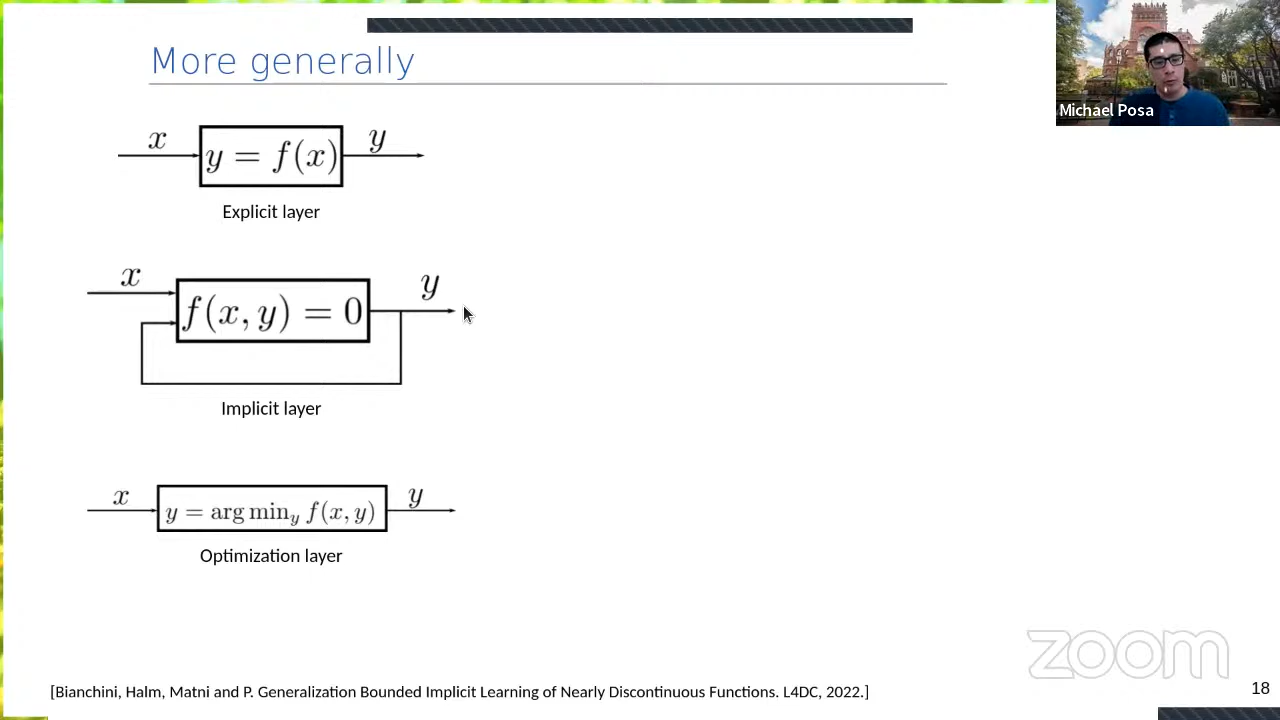 More generally
Michael Posa
x
y = f(x)
y
Explicit layer
x
f(x, y) = 0
y
Implicit layer
x
y = arg min_y f(x, y)
y
Optimization layer
zoom
[Bianchini, Halm, Matni and P. Generalization Bounded Implicit Learning of Nearly Discontinuous Functions. L4DC, 2022.]
18